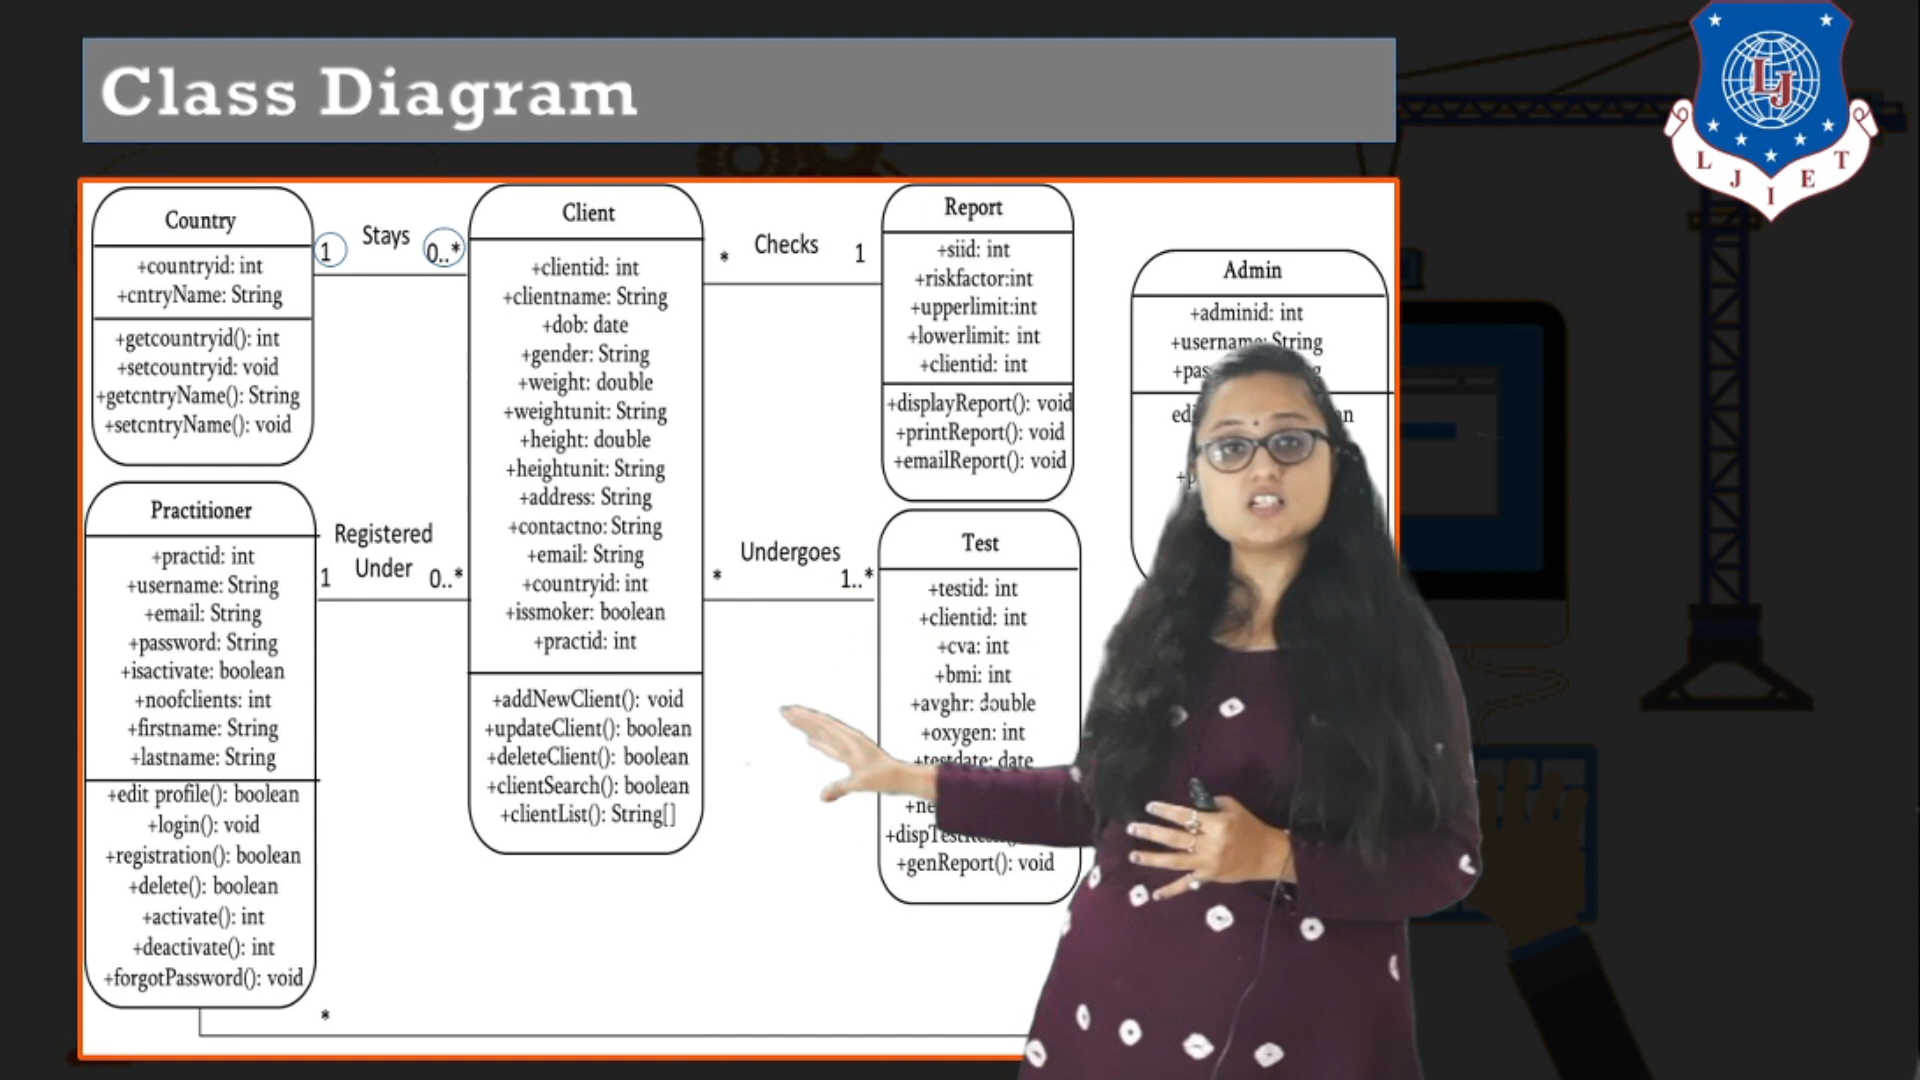 Class Diagram
L J I E T
LJ
Country
+countryid: int
+cntryName: String
+getcountryid(): int
+setcountryid: void
+getcntryName(): String
+setcntryName(): void
1 Stays 0..*
Client
+clientid: int
+clientname: String
+dob: date
+gender: String
+weight: double
+weightunit: String
+height: double
+heightunit: String
+address: String
+contactno: String
+email: String
+countryid: int
+issmoker: boolean
+practid: int
+addNewClient(): void
+updateClient(): boolean
+deleteClient(): boolean
+clientSearch(): boolean
+clientList(): String[]
* Checks 1
Report
+siid: int
+riskfactor:int
+upperlimit:int
+lowerlimit: int
+clientid: int
+displayReport(): void
+printReport(): void
+emailReport(): void
Admin
+adminid: int
+username: String
Practitioner
+practid: int
+username: String
+email: String
+password: String
+isactivate: boolean
+noofclients: int
+firstname: String
+lastname: String
+edit profile(): boolean
+login(): void
+registration(): boolean
+delete(): boolean
+activate(): int
+deactivate(): int
+forgotPassword(): void
*
Registered
1 Under 0..*
* Undergoes 1..*
Test
+testid: int
+clientid: int
+cva: int
+bmi: int
+avghr: double
+oxygen: int
+testdate: date
+genReport(): void